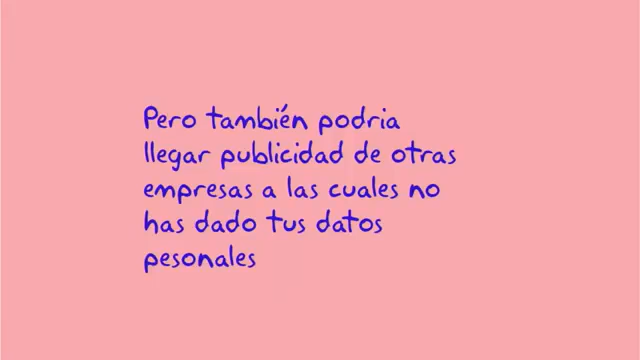 Pero también podria
llegar publicidad de otras
empresas a las cuales no
has dado tus datos
pesonales